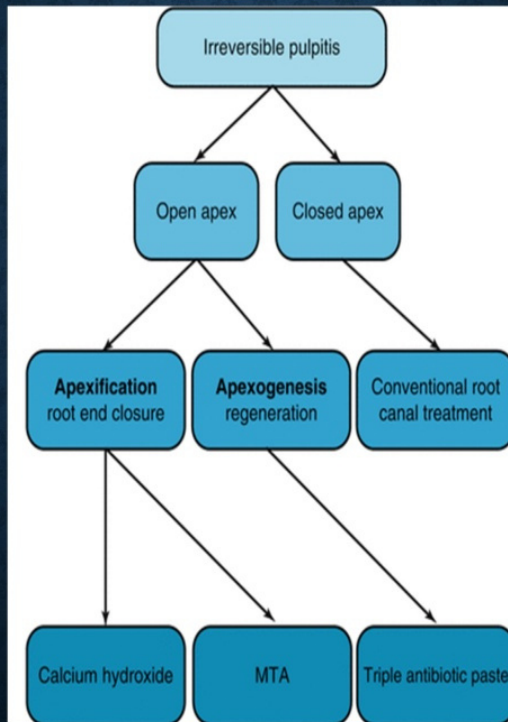 Irreversible pulpitis
Open apex
Closed apex
Apexification
root end closure
Apexogenesis
regeneration
Conventional root
canal treatment
Calcium hydroxide
MTA
Triple antibiotic paste